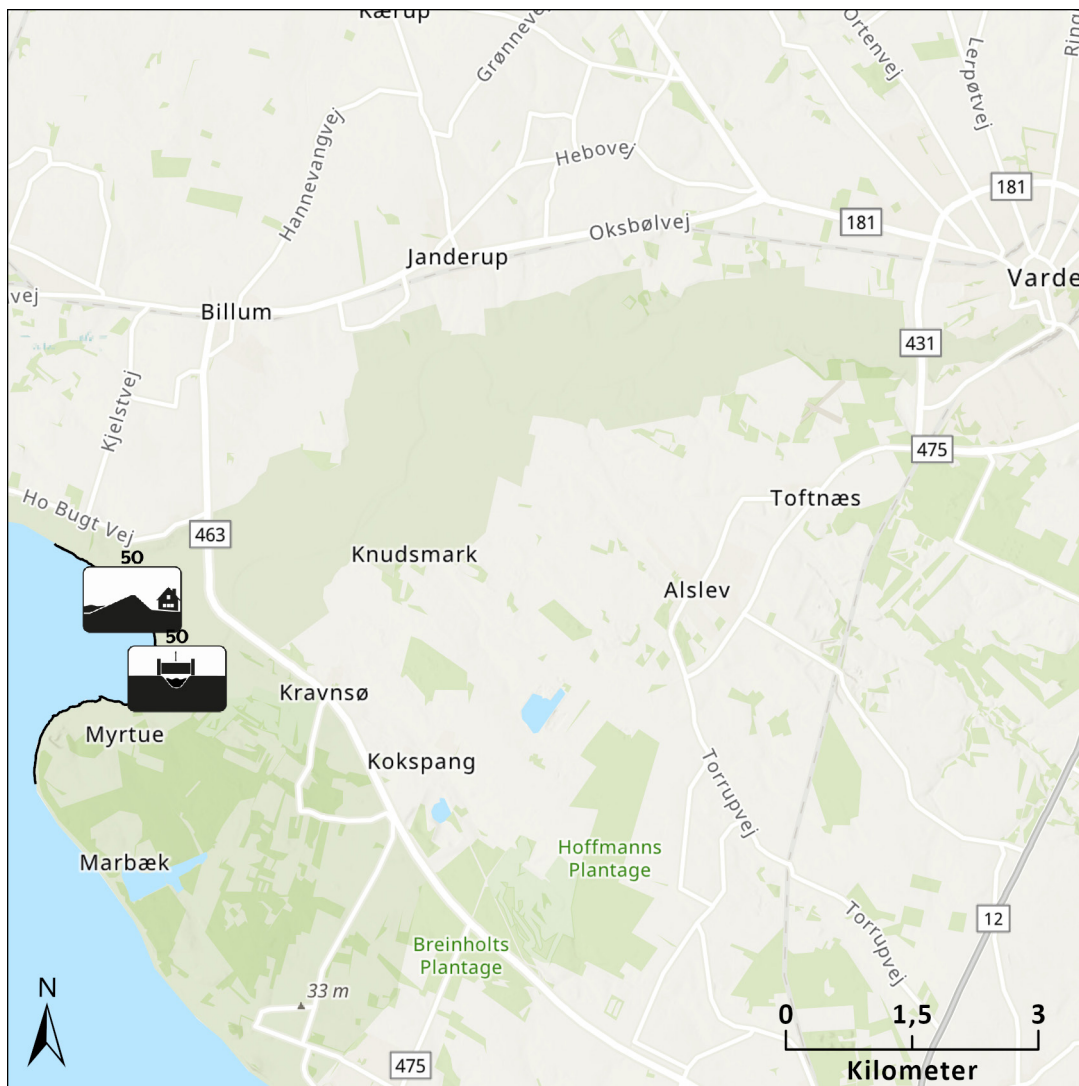 Kærup
Grønnevej
Ortenvej
Lerpøtvej
Ring
Hannevangvej
Hebovej
181
Oksbølvej
181
Janderup
Varde
vej
Billum
431
Kjelstvej
475
Toftnæs
Ho Bugt Vej
463
Knudsmark
50
Alslev
50
Kravnsø
Myrtue
Kokspang
Torrupvej
Marbæk
Hoffmanns
Plantage
12
Torrupvej
Breinholts
Plantage
33 m
N
0 1,5 3
Kilometer
475